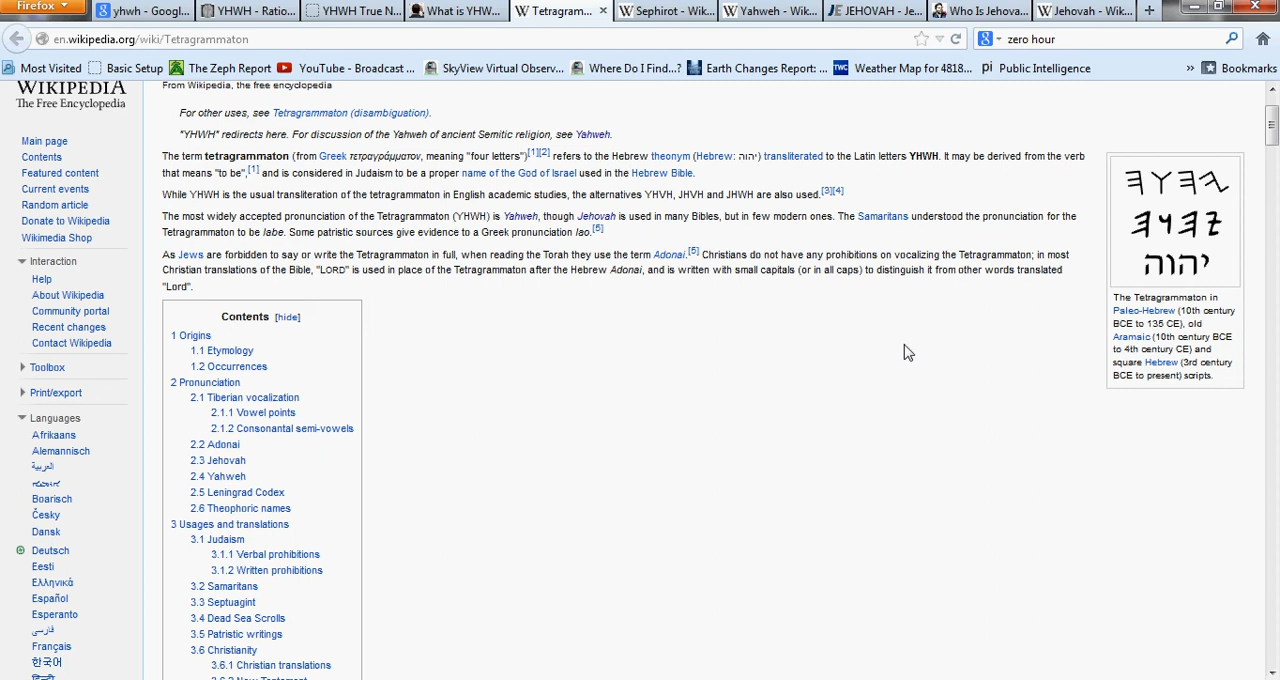 Firefox
yhwh - Googl...
YHWH - Ratio...
YHWH True N...
What is YHW...
Tetragram...
Sephirot - Wik...
Yahweh - Wik...
JEHOVAH - Je...
Who Is Jehova...
Jehovah - Wik...
en.wikipedia.org/wiki/Tetragrammaton
zero hour
Most Visited
Basic Setup
The Zeph Report
YouTube - Broadcast ...
SkyView Virtual Observ...
Where Do I Find...?
Earth Changes Report: ...
Weather Map for 4818...
Public Intelligence
Bookmarks
WIKIPEDIA
The Free Encyclopedia
Main page
Contents
Featured content
Current events
Random article
Donate to Wikipedia
Wikimedia Shop
Interaction
Help
About Wikipedia
Community portal
Recent changes
Contact Wikipedia
Toolbox
Print/export
Languages
Afrikaans
Alemannisch
العربية
Boarisch
Česky
Dansk
Deutsch
Eesti
Ελληνικά
Español
Esperanto
فارسی
Français
한국어
हिन्दी
From Wikipedia, the free encyclopedia
For other uses, see Tetragrammaton (disambiguation).
"YHWH" redirects here. For discussion of the Yahweh of ancient Semitic religion, see Yahweh.
The term tetragrammaton (from Greek τετραγράμματον, meaning "four letters")[1][2] refers to the Hebrew theonym (Hebrew: יהוה) transliterated to the Latin letters YHWH. It may be derived from the verb
that means "to be",[1] and is considered in Judaism to be a proper name of the God of Israel used in the Hebrew Bible.
While YHWH is the usual transliteration of the tetragrammaton in English academic studies, the alternatives YHVH, JHVH and JHWH are also used.[3][4]
The most widely accepted pronunciation of the Tetragrammaton (YHWH) is Yahweh, though Jehovah is used in many Bibles, but in few modern ones. The Samaritans understood the pronunciation for the
Tetragrammaton to be Iabe. Some patristic sources give evidence to a Greek pronunciation Iao.[5]
As Jews are forbidden to say or write the Tetragrammaton in full, when reading the Torah they use the term Adonai.[5] Christians do not have any prohibitions on vocalizing the Tetragrammaton; in most
Christian translations of the Bible, "LORD" is used in place of the Tetragrammaton after the Hebrew Adonai, and is written with small capitals (or in all caps) to distinguish it from other words translated
"Lord".
Contents [hide]
1 Origins
1.1 Etymology
1.2 Occurrences
2 Pronunciation
2.1 Tiberian vocalization
2.1.1 Vowel points
2.1.2 Consonantal semi-vowels
2.2 Adonai
2.3 Jehovah
2.4 Yahweh
2.5 Leningrad Codex
2.6 Theophoric names
3 Usages and translations
3.1 Judaism
3.1.1 Verbal prohibitions
3.1.2 Written prohibitions
3.2 Samaritans
3.3 Septuagint
3.4 Dead Sea Scrolls
3.5 Patristic writings
3.6 Christianity
3.6.1 Christian translations
3.6.2 New Testament
יהוה
The Tetragrammaton in
Paleo-Hebrew (10th century
BCE to 135 CE), old
Aramaic (10th century BCE
to 4th century CE) and
square Hebrew (3rd century
BCE to present) scripts.